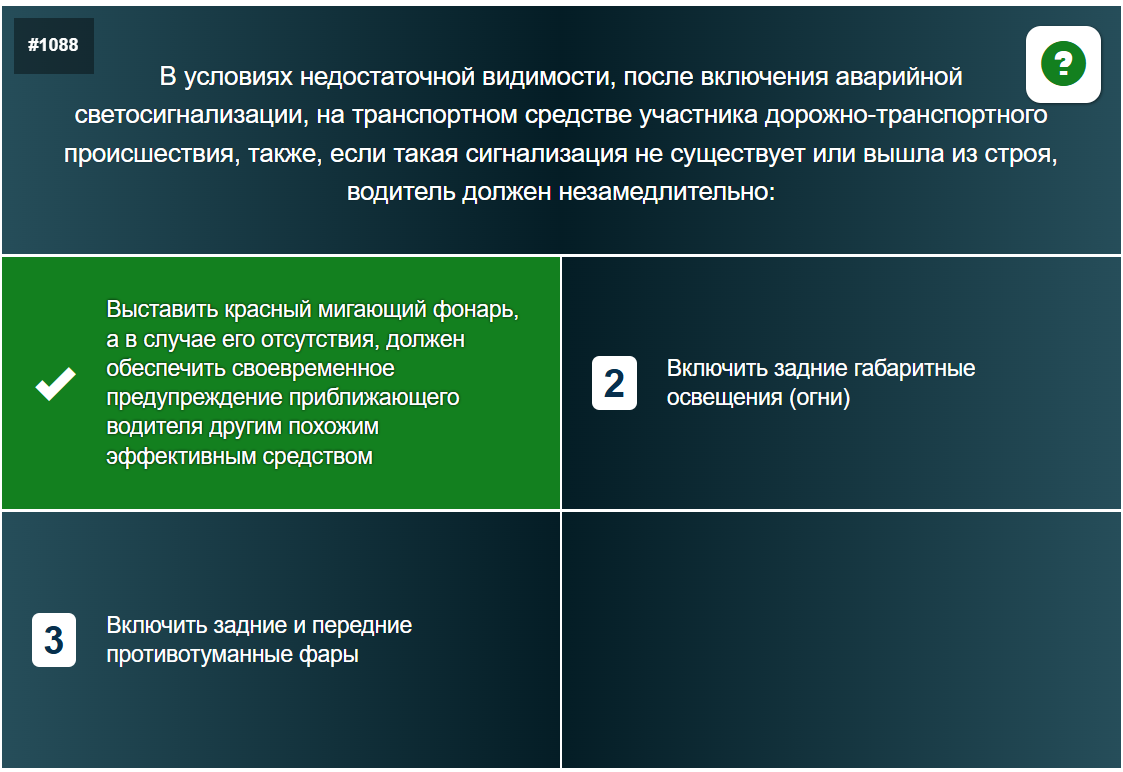 #1088
?
В условиях недостаточной видимости, после включения аварийной
светосигнализации, на транспортном средстве участника дорожно-транспортного
происшествия, также, если такая сигнализация не существует или вышла из строя,
водитель должен незамедлительно:
Выставить красный мигающий фонарь,
а в случае его отсутствия, должен
обеспечить своевременное
предупреждение приближающего
водителя другим похожим
эффективным средством
2
Включить задние габаритные
освещения (огни)
3
Включить задние и передние
противотуманные фары